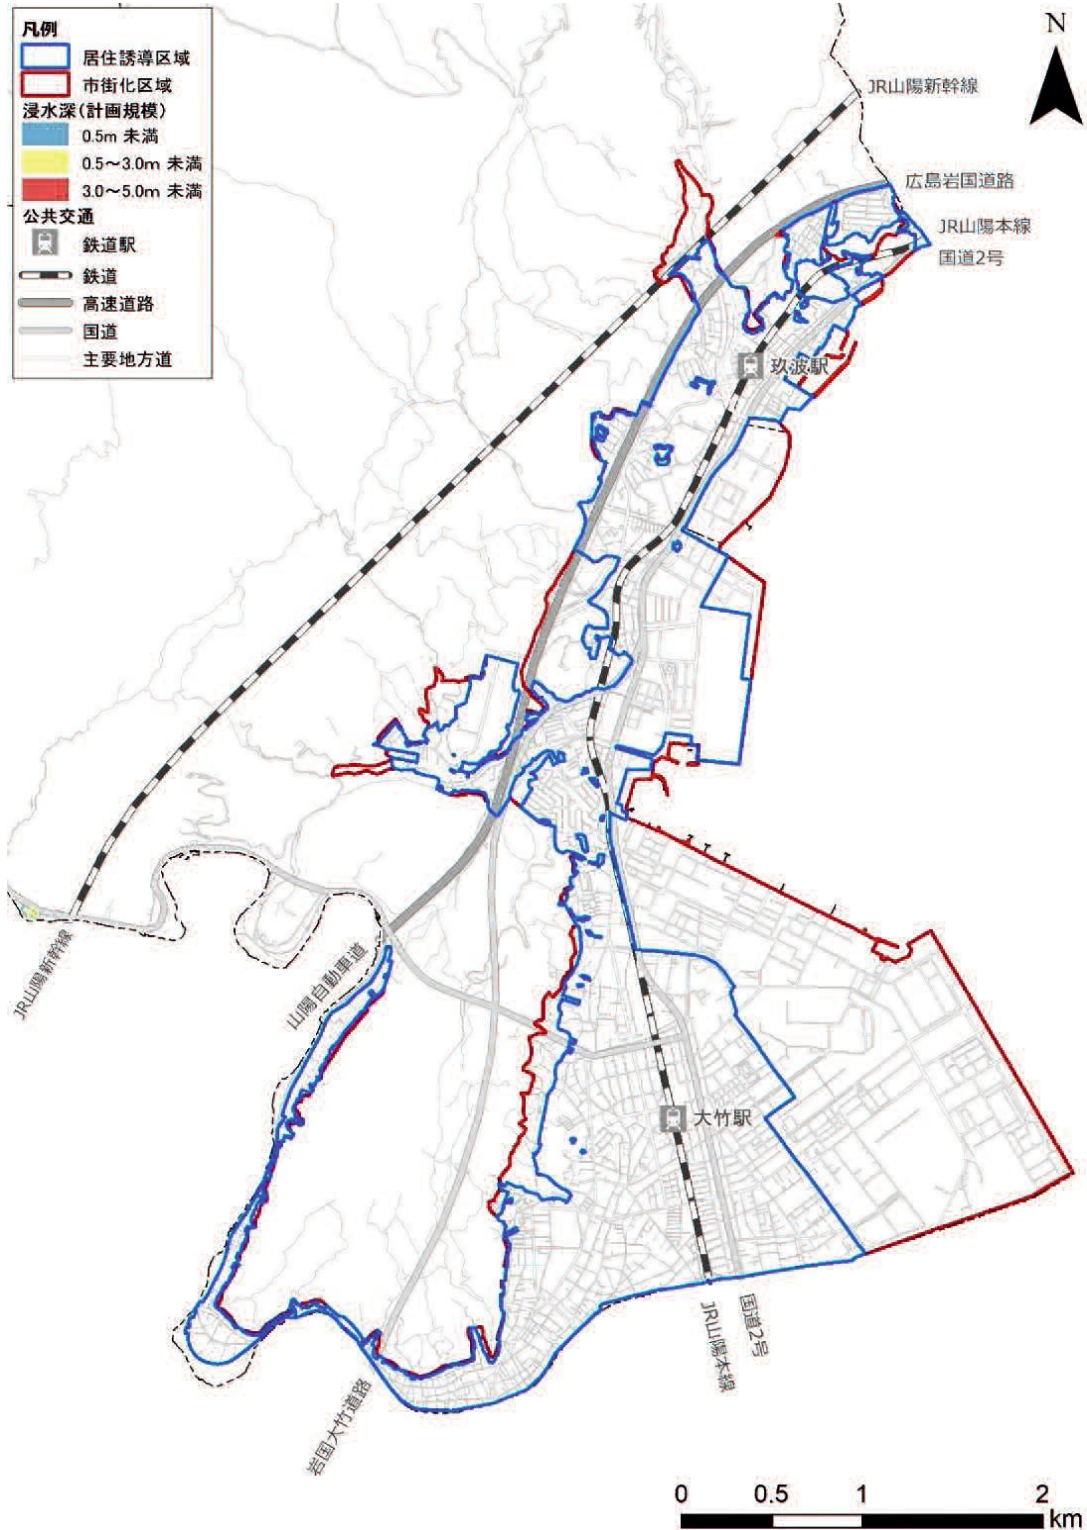 凡例
居住誘導区域
市街化区域
浸水深(計画規模)
0.5m 未満
0.5～3.0m 未満
3.0～5.0m 未満
公共交通
鉄道駅
鉄道
高速道路
国道
主要地方道
N
JR山陽新幹線
広島岩国道路
JR山陽本線
国道2号
玖波駅
JR山陽新幹線
山陽自動車道
大竹駅
岩国大竹道路
JR山陽本線
国道2号
0 0.5 1 2
km